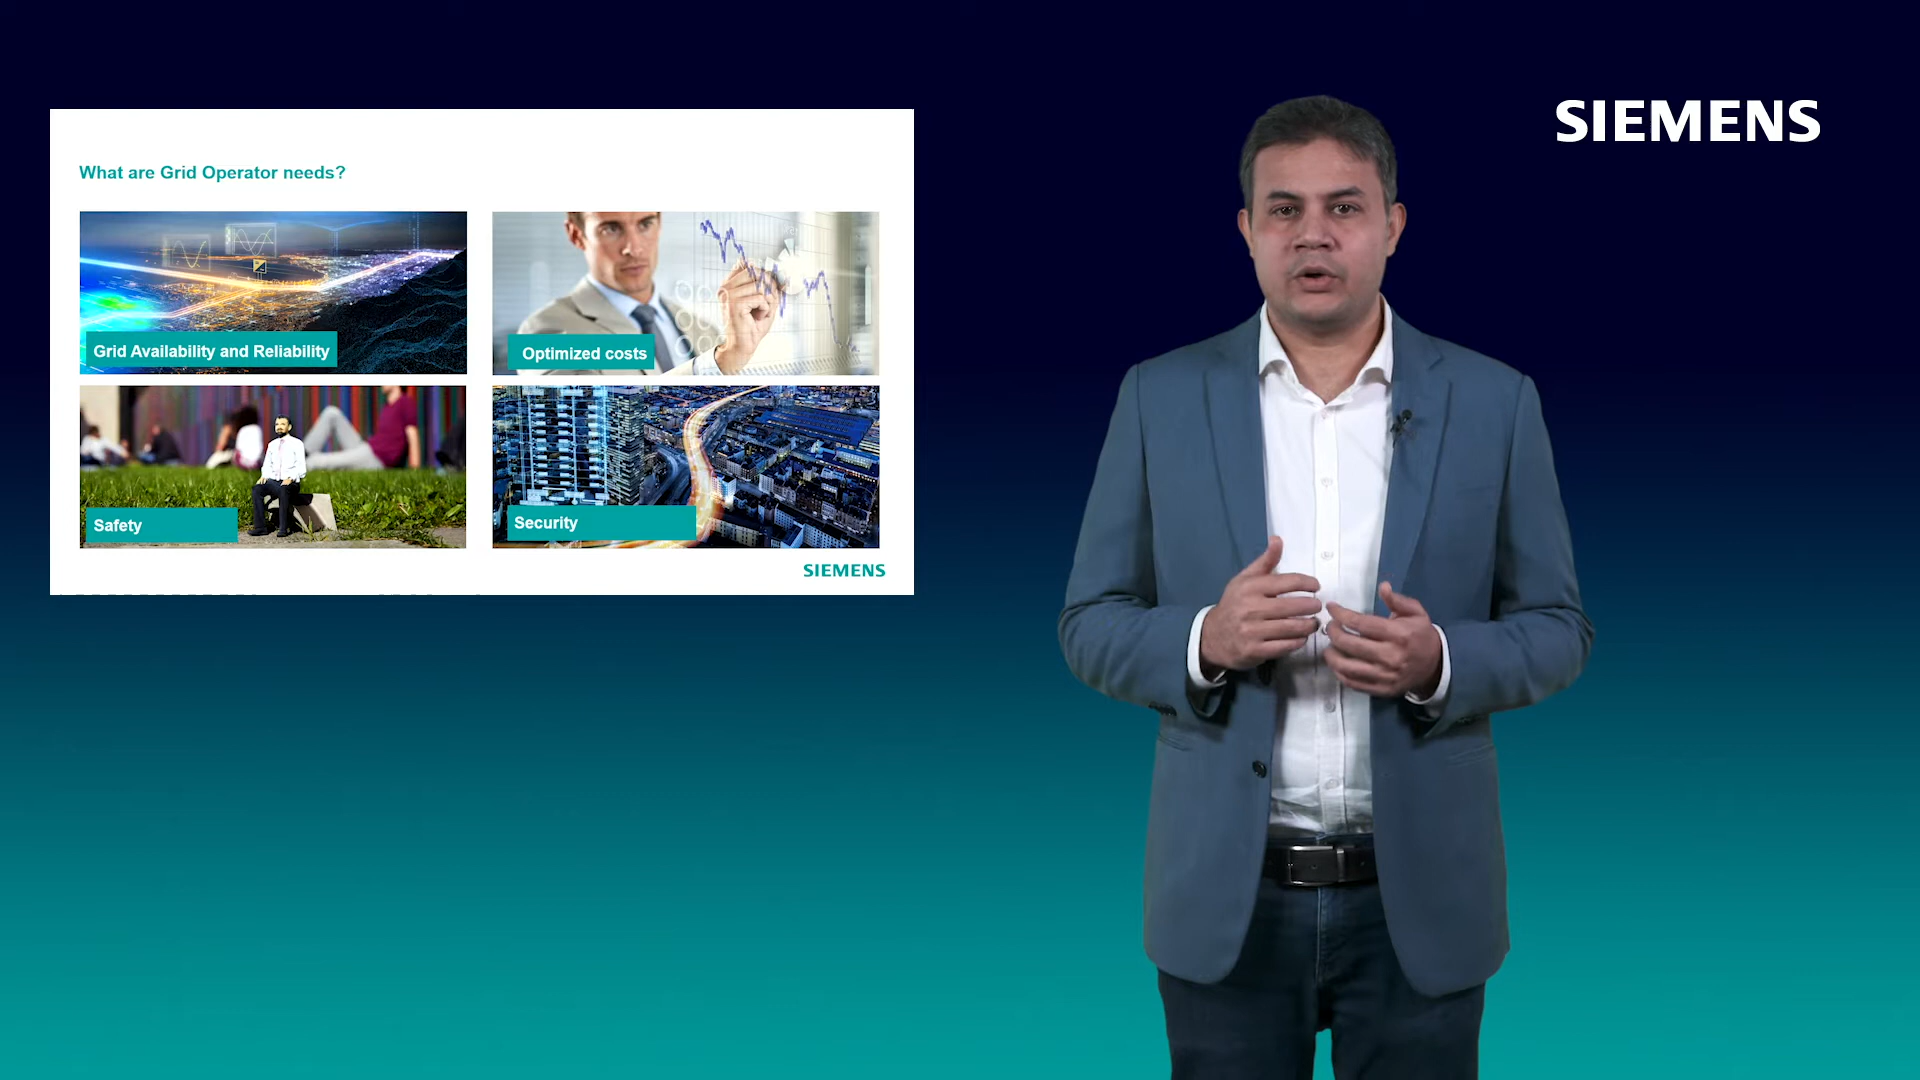 SIEMENS
What are Grid Operator needs?
Grid Availability and Reliability
Optimized costs
Safety
Security
SIEMENS